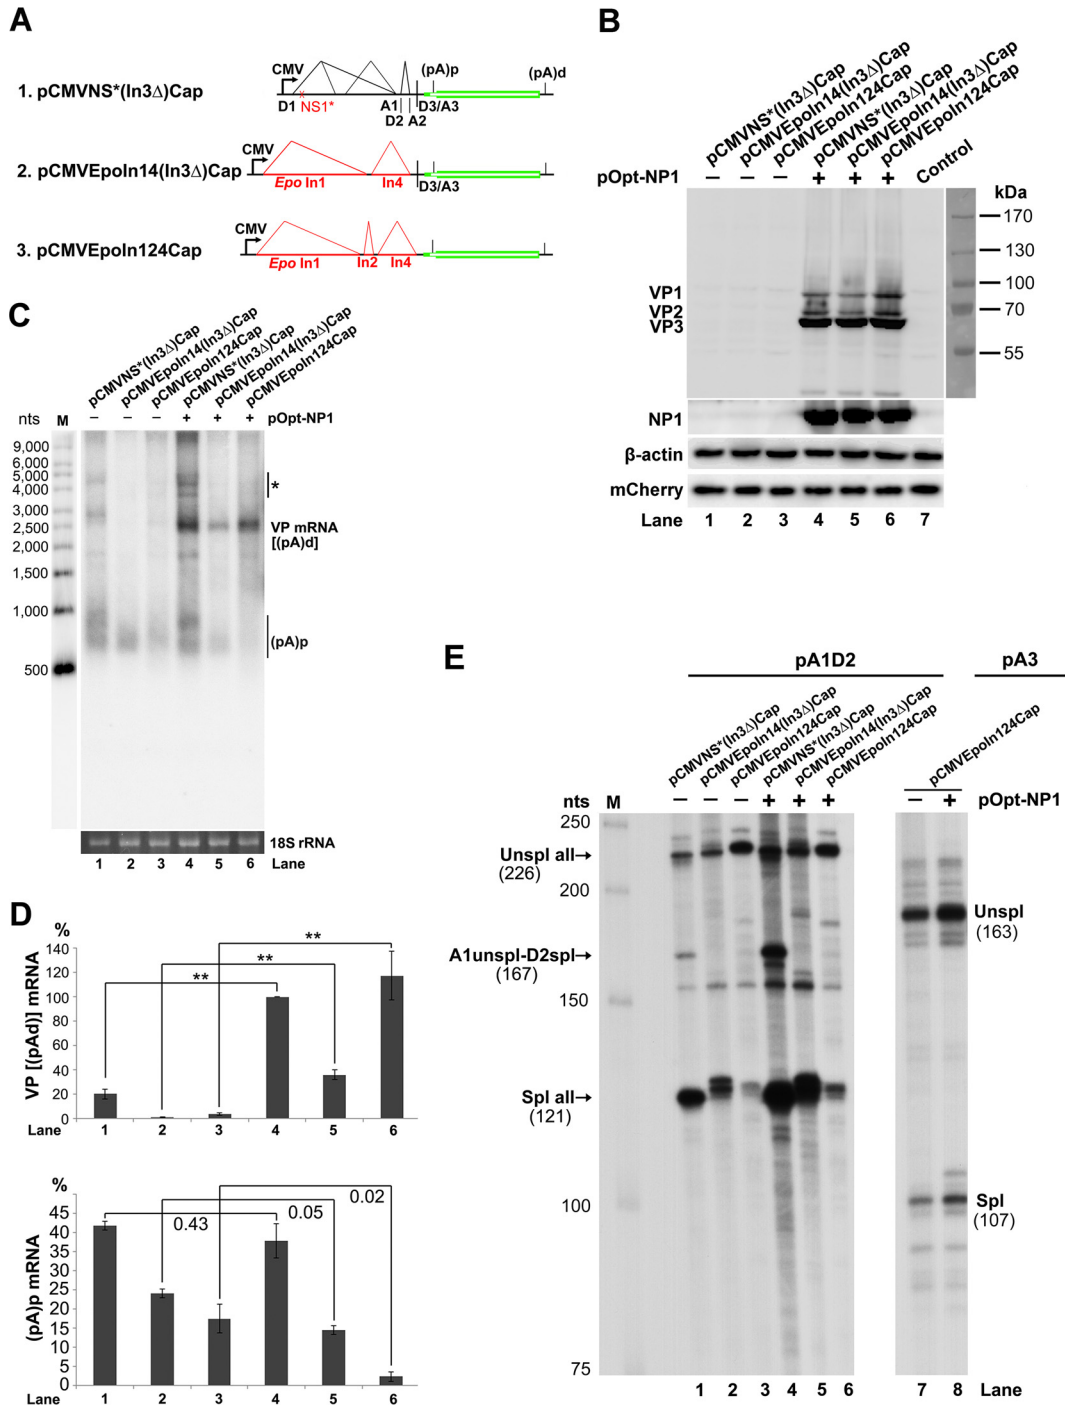 A
1. pCMVNS*(In3Δ)Cap
CMV
D1
NS1*
A1
D2
A2
D3/A3
(pA)p
(pA)d
2. pCMVEpoIn14(In3Δ)Cap
CMV
Epo In1
In4
D3/A3
3. pCMVEpoIn124Cap
CMV
Epo In1
In2
In4
B
pCMVNS*(In3Δ)Cap
pCMVEpoIn14(In3Δ)Cap
pCMVEpoIn124Cap
pCMVNS*(In3Δ)Cap
pCMVEpoIn14(In3Δ)Cap
pCMVEpoIn124Cap
Control
pOpt-NP1 – – – + + +
kDa
170
130
100
70
55
VP1
VP2
VP3
NP1
β-actin
mCherry
Lane 1 2 3 4 5 6 7
C
pCMVNS*(In3Δ)Cap
pCMVEpoIn14(In3Δ)Cap
pCMVEpoIn124Cap
pCMVNS*(In3Δ)Cap
pCMVEpoIn14(In3Δ)Cap
pCMVEpoIn124Cap
nts M – – – + + + pOpt-NP1
9,000
6,000
5,000
4,000
3,000
2,500
2,000
1,500
1,000
500
*
VP mRNA
[(pA)d]
(pA)p
18S rRNA
1 2 3 4 5 6 Lane
D
%
VP [(pAd)] mRNA
140
120
100
80
60
40
20
0
**
**
**
Lane 1 2 3 4 5 6
%
(pA)p mRNA
45
40
35
30
25
20
15
10
5
0
0.43
0.05
0.02
Lane 1 2 3 4 5 6
E
pA1D2
pA3
pCMVNS*(In3Δ)Cap
pCMVEpoIn14(In3Δ)Cap
pCMVEpoIn124Cap
pCMVNS*(In3Δ)Cap
pCMVEpoIn14(In3Δ)Cap
pCMVEpoIn124Cap
pCMVEpoIn124Cap
nts M – – – + + + – + pOpt-NP1
250
200
150
100
75
Unspl all→
(226)
A1unspl-D2spl→
(167)
Spl all→
(121)
Unspl
(163)
Spl
(107)
1 2 3 4 5 6 7 8 Lane